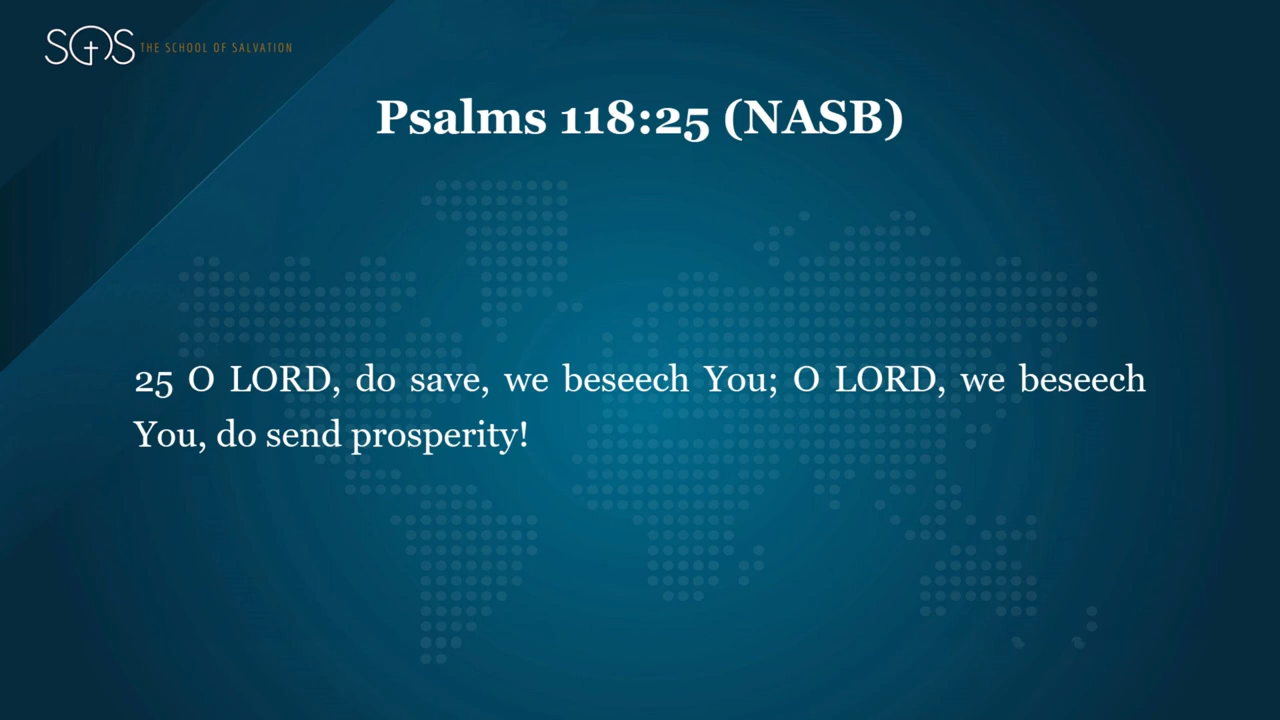 SOS THE SCHOOL OF SALVATION
Psalms 118:25 (NASB)
25 O LORD, do save, we beseech You; O LORD, we beseech
You, do send prosperity!